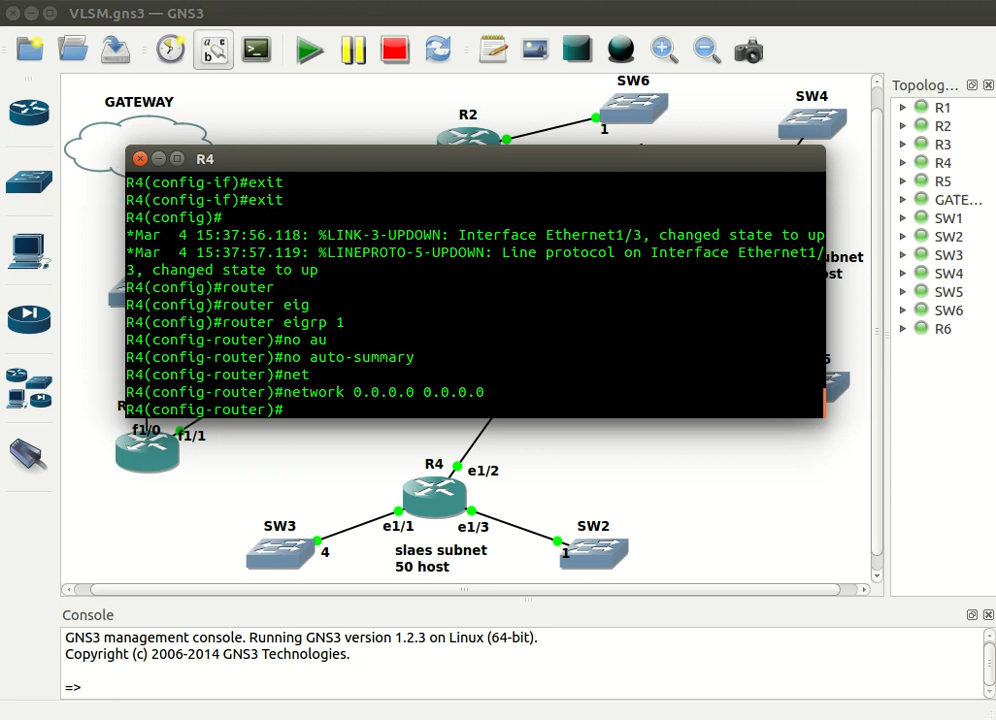 VLSM.gns3 — GNS3
a
b
c
Topolog...
GATEWAY
R2
SW6
1
SW4
R4
R4(config-if)#exit
R4(config-if)#exit
R4(config)#
*Mar  4 15:37:56.118: %LINK-3-UPDOWN: Interface Ethernet1/3, changed state to up
*Mar  4 15:37:57.119: %LINEPROTO-5-UPDOWN: Line protocol on Interface Ethernet1/
3, changed state to up
R4(config)#router
R4(config)#router eig
R4(config)#router eigrp 1
R4(config-router)#no au
R4(config-router)#no auto-summary
R4(config-router)#net
R4(config-router)#network 0.0.0.0 0.0.0.0
R4(config-router)#
f1/0
f1/1
R4
e1/2
e1/1
e1/3
SW3
4
slaes subnet
50 host
SW2
1
R1
R2
R3
R4
R5
GATE...
SW1
SW2
SW3
SW4
SW5
SW6
R6
Console
GNS3 management console. Running GNS3 version 1.2.3 on Linux (64-bit).
Copyright (c) 2006-2014 GNS3 Technologies.
=>